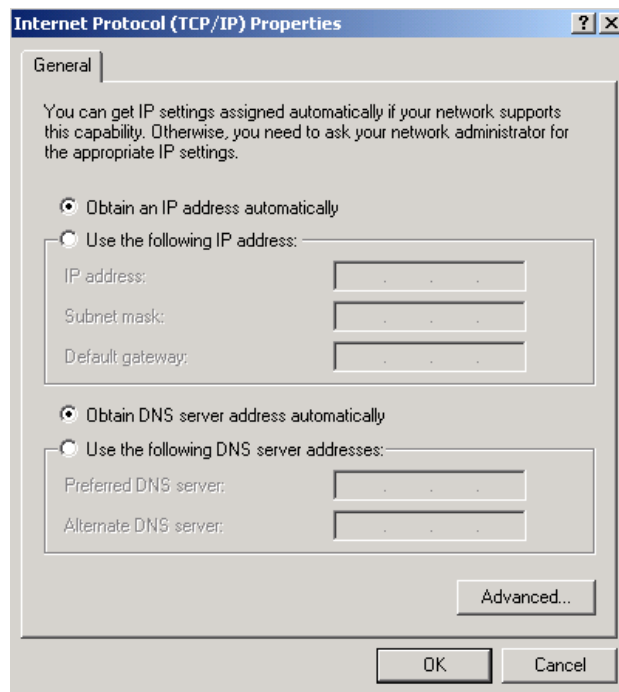 Internet Protocol (TCP/IP) Properties
General
You can get IP settings assigned automatically if your network supports
this capability. Otherwise, you need to ask your network administrator for
the appropriate IP settings.
Obtain an IP address automatically
Use the following IP address:
IP address:
Subnet mask:
Default gateway:
Obtain DNS server address automatically
Use the following DNS server addresses:
Preferred DNS server:
Alternate DNS server:
Advanced...
OK Cancel